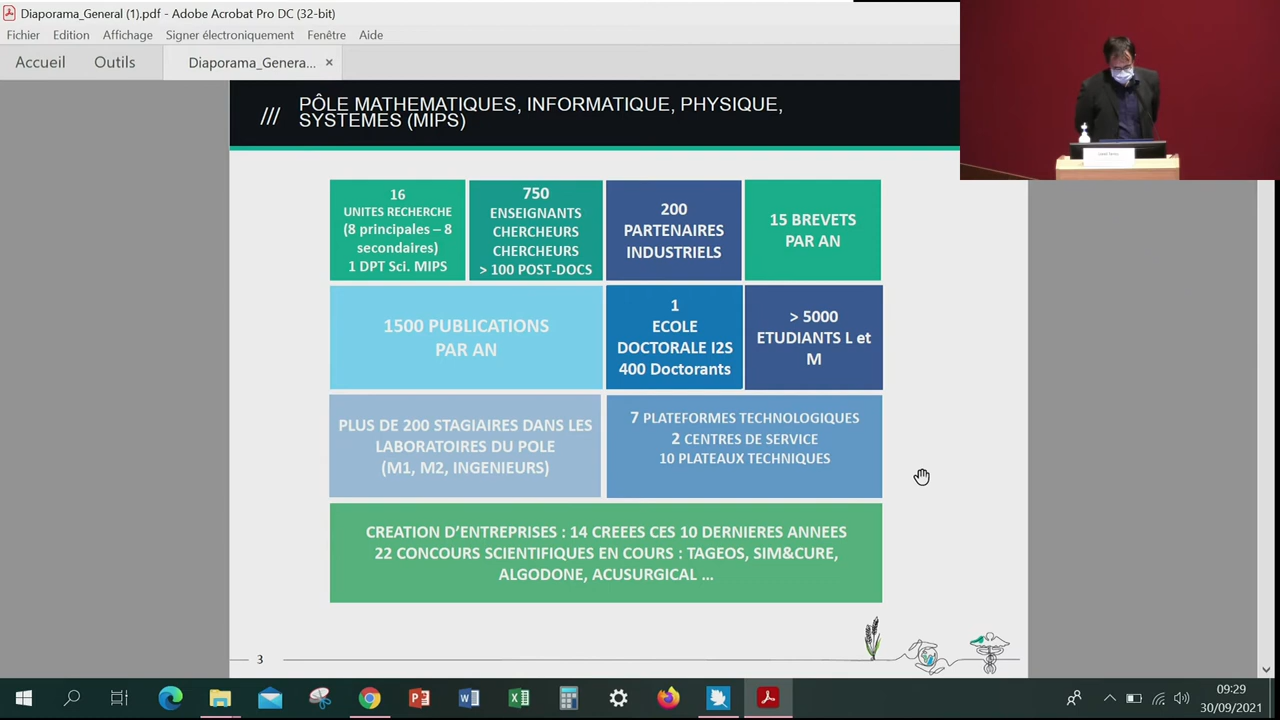 Diaporama_General (1).pdf - Adobe Acrobat Pro DC (32-bit)
Fichier Edition Affichage Signer électroniquement Fenêtre Aide
Accueil Outils Diaporama_Genera... ×
/// PÔLE MATHEMATIQUES, INFORMATIQUE, PHYSIQUE,
SYSTEMES (MIPS)
16
UNITES RECHERCHE
(8 principales – 8
secondaires)
1 DPT Sci. MIPS
750
ENSEIGNANTS
CHERCHEURS
CHERCHEURS
> 100 POST-DOCS
200
PARTENAIRES
INDUSTRIELS
15 BREVETS
PAR AN
1500 PUBLICATIONS
PAR AN
1
ECOLE
DOCTORALE I2S
400 Doctorants
> 5000
ETUDIANTS L et
M
PLUS DE 200 STAGIAIRES DANS LES
LABORATOIRES DU POLE
(M1, M2, INGENIEURS)
7 PLATEFORMES TECHNOLOGIQUES
2 CENTRES DE SERVICE
10 PLATEAUX TECHNIQUES
CREATION D’ENTREPRISES : 14 CREEES CES 10 DERNIERES ANNEES
22 CONCOURS SCIENTIFIQUES EN COURS : TAGEOS, SIM&CURE,
ALGODONE, ACUSURGICAL ...
3
09:29
30/09/2021